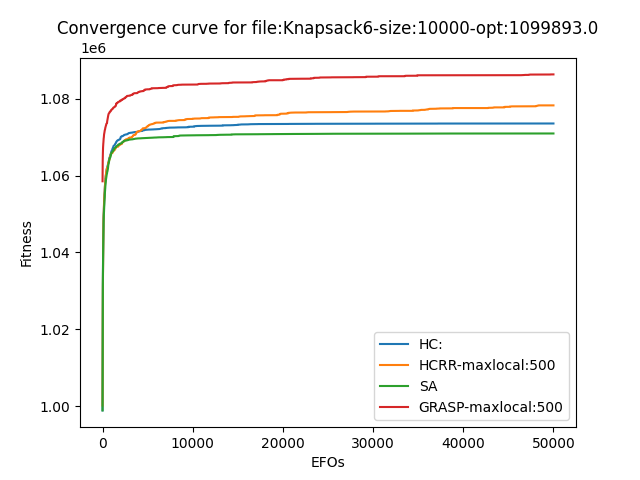 Convergence curve for file:Knapsack6-size:10000-opt:1099893.0
1e6
1.08
1.06
1.04
1.02
1.00
Fitness
0
10000
20000
30000
40000
50000
EFOs
HC:
HCRR-maxlocal:500
SA
GRASP-maxlocal:500